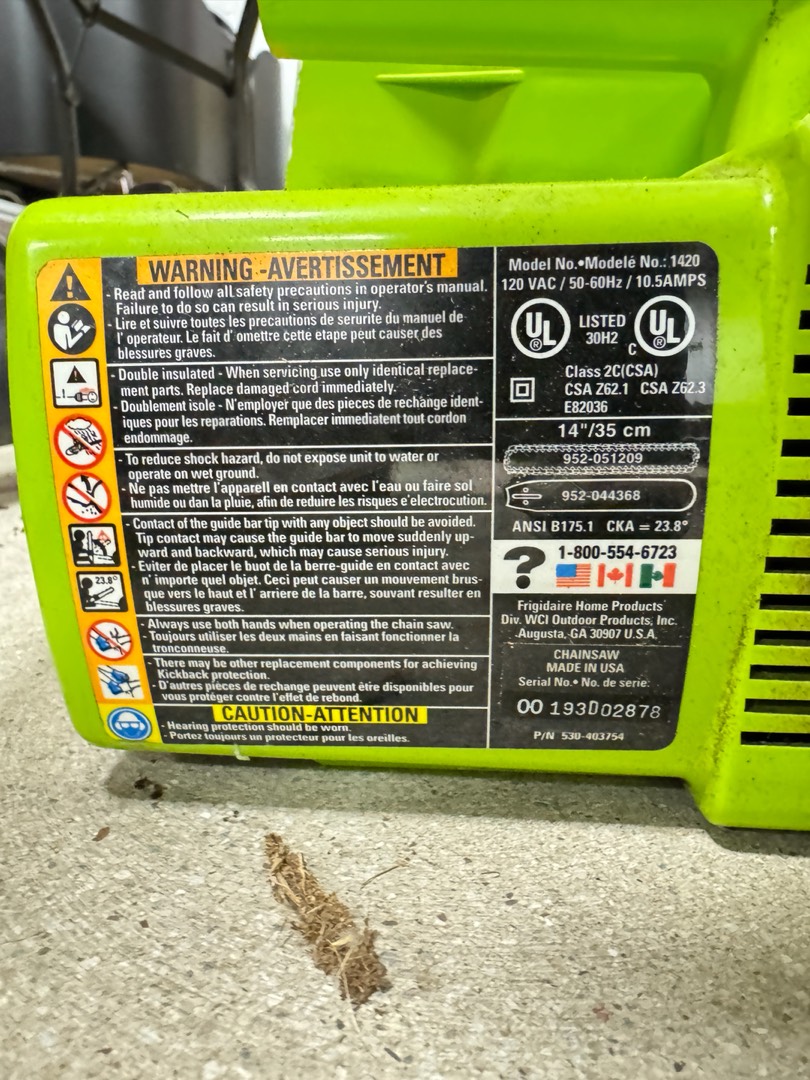 WARNING -AVERTISSEMENT
- Read and follow all safety precautions in operator's manual.
Failure to do so can result in serious injury.
- Lire et suivre toutes les precautions de serurite du manuel de
l' operateur. Le fait d' omettre cette etape peut causer des
blessures graves.
- Double insulated - When servicing use only identical replace-
ment parts. Replace damaged cord immediately.
- Doublement isole - N'employer que des pieces de rechange ident-
iques pour les reparations. Remplacer immediatement tout cordon
endommage.
- To reduce shock hazard, do not expose unit to water or
operate on wet ground.
- Ne pas mettre l'apparell en contact avec l'eau ou faire sol
humide ou dan la pluie, afin de reduire les risques e'electrocution.
- Contact of the guide bar tip with any object should be avoided.
Tip contact may cause the guide bar to move suddenly up-
ward and backward, which may cause serious injury.
- Eviter de placer le buot de la berre-guide en contact avec
n' importe quel objet. Ceci peut causer un mouvement brus-
que vers le haut et l' arriere de la barre, souvant resulter en
blessures graves.
23.8°
- Always use both hands when operating the chain saw.
- Toujours utiliser les deux mains en faisant fonctionner la
tronconneuse.
- There may be other replacement components for achieving
Kickback protection.
- D'autres piéces de rechange peuvent être disponibles pour
vous protéger contre l'effet de rebond.
CAUTION-ATTENTION
- Hearing protection should be worn.
- Portez toujours un protecteur pour les oreilles.
Model No.•Modelé No.: 1420
120 VAC / 50-60Hz / 10.5AMPS
UL ® LISTED 30H2 C UL ®
Class 2C(CSA)
CSA Z62.1 CSA Z62.3
E82036
14"/35 cm
952-051209
952-044368
ANSI B175.1 CKA = 23.8°
? 1-800-554-6723
Frigidaire Home Products
Div. WCI Outdoor Products, Inc.
Augusta, GA 30907 U.S.A.
CHAINSAW
MADE IN USA
Serial No.• No. de serie:
00 193D02878
P/N 530-403754